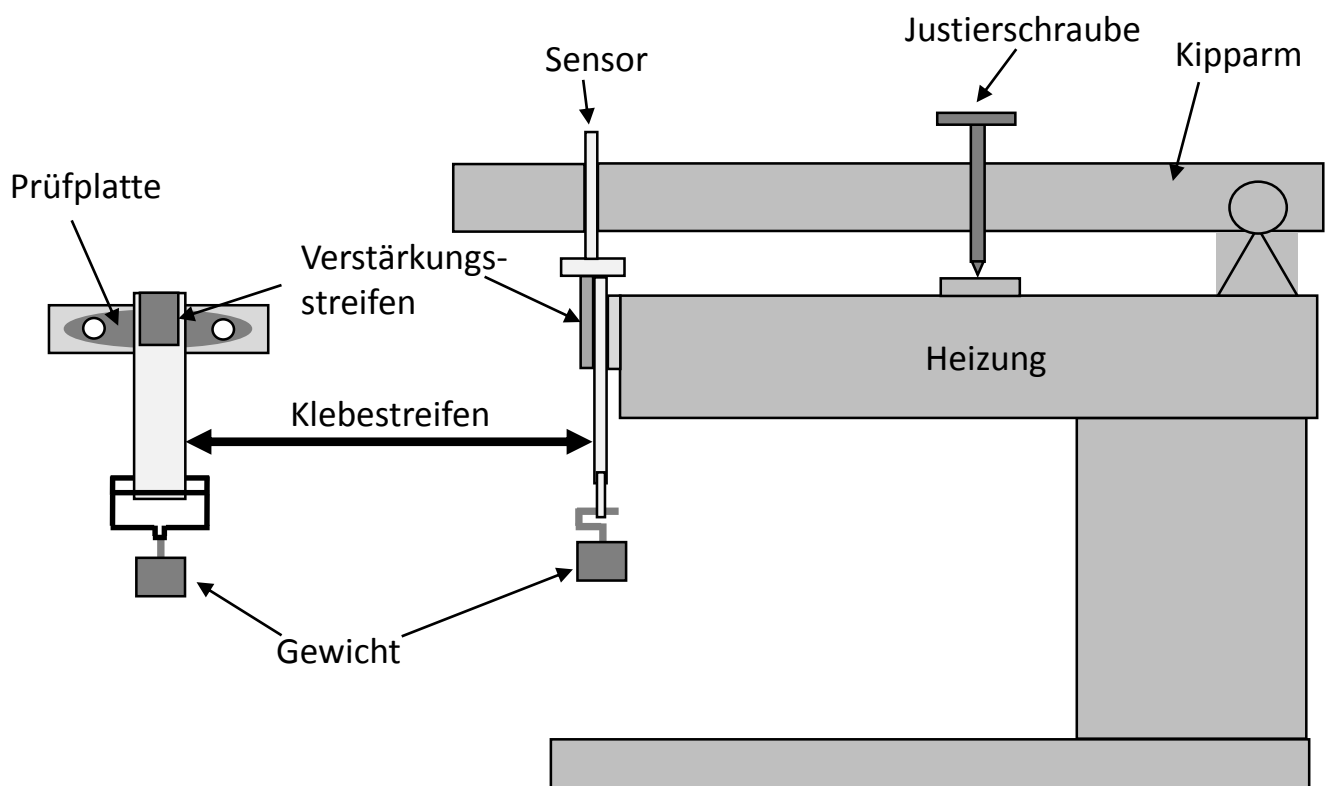 Justierschraube
Sensor
Kipparm
Prüfplatte
Verstärkungs-
streifen
Heizung
Klebestreifen
Gewicht